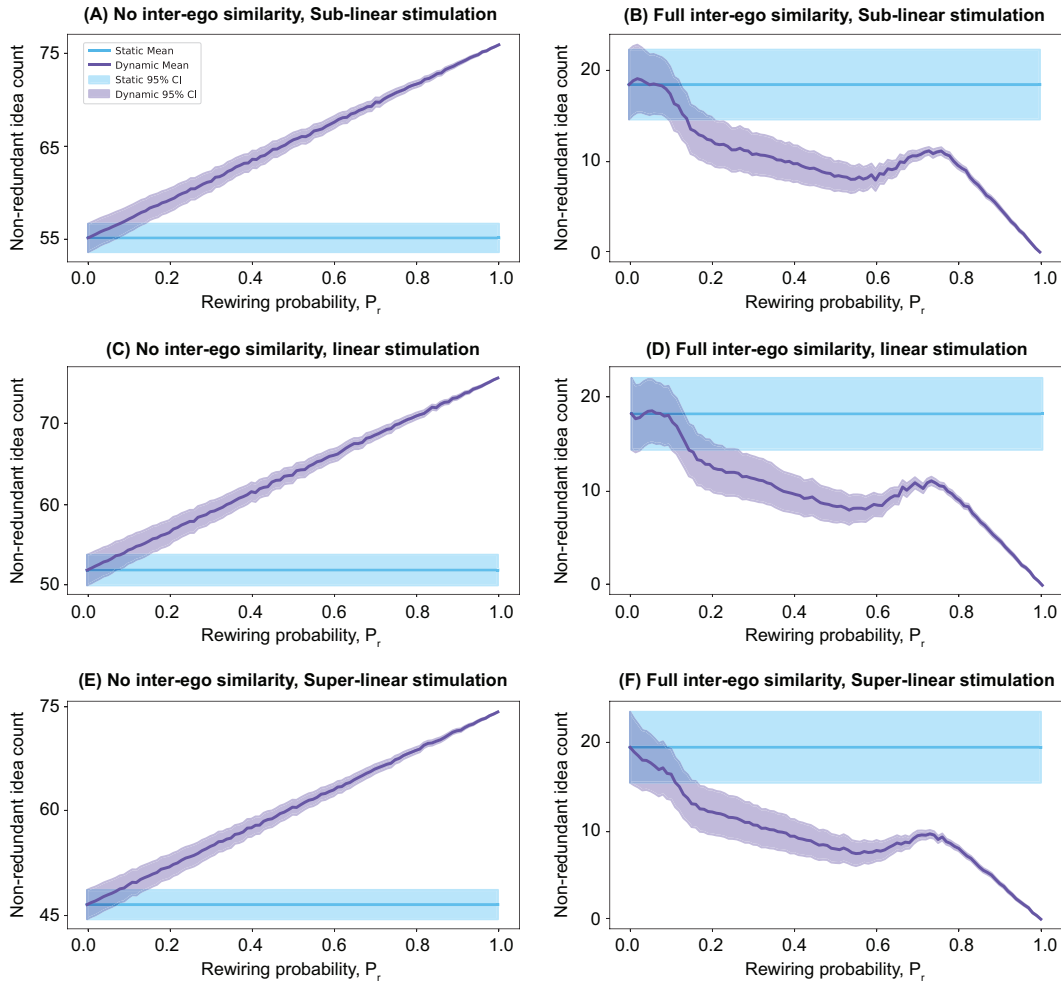 (A) No inter-ego similarity, Sub-linear stimulation
Non-redundant idea count
75
65
55
Static Mean
Dynamic Mean
Static 95% CI
Dynamic 95% CI
0.0 0.2 0.4 0.6 0.8 1.0
Rewiring probability, Pr
(B) Full inter-ego similarity, Sub-linear stimulation
Non-redundant idea count
20
10
0
0.0 0.2 0.4 0.6 0.8 1.0
Rewiring probability, Pr
(C) No inter-ego similarity, linear stimulation
Non-redundant idea count
70
60
50
0.0 0.2 0.4 0.6 0.8 1.0
Rewiring probability, Pr
(D) Full inter-ego similarity, linear stimulation
Non-redundant idea count
20
10
0
0.0 0.2 0.4 0.6 0.8 1.0
Rewiring probability, Pr
(E) No inter-ego similarity, Super-linear stimulation
Non-redundant idea count
75
60
45
0.0 0.2 0.4 0.6 0.8 1.0
Rewiring probability, Pr
(F) Full inter-ego similarity, Super-linear stimulation
Non-redundant idea count
20
10
0
0.0 0.2 0.4 0.6 0.8 1.0
Rewiring probability, Pr